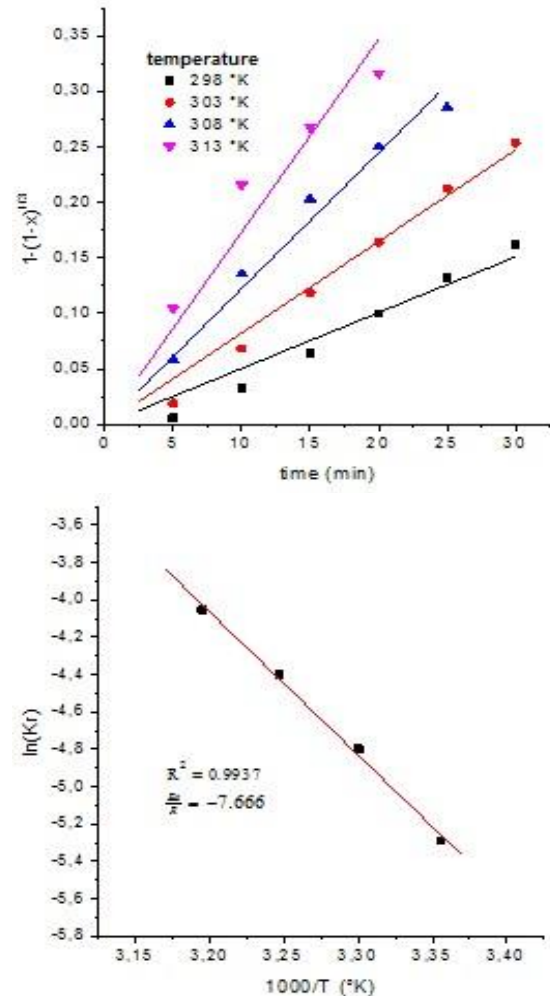 0,35
0,30
0,25
0,20
0,15
0,10
0,05
0,00
1-(1-x)^1/3
temperature
298 °K
303 °K
308 °K
313 °K
0 5 10 15 20 25 30
time (min)
-3,6
-3,8
-4,0
-4,2
-4,4
-4,6
-4,8
-5,0
-5,2
-5,4
-5,6
-5,8
ln(Kr)
R² = 0.9937
= −7.666
3,15 3,20 3,25 3,30 3,35 3,40
1000/T (°K)